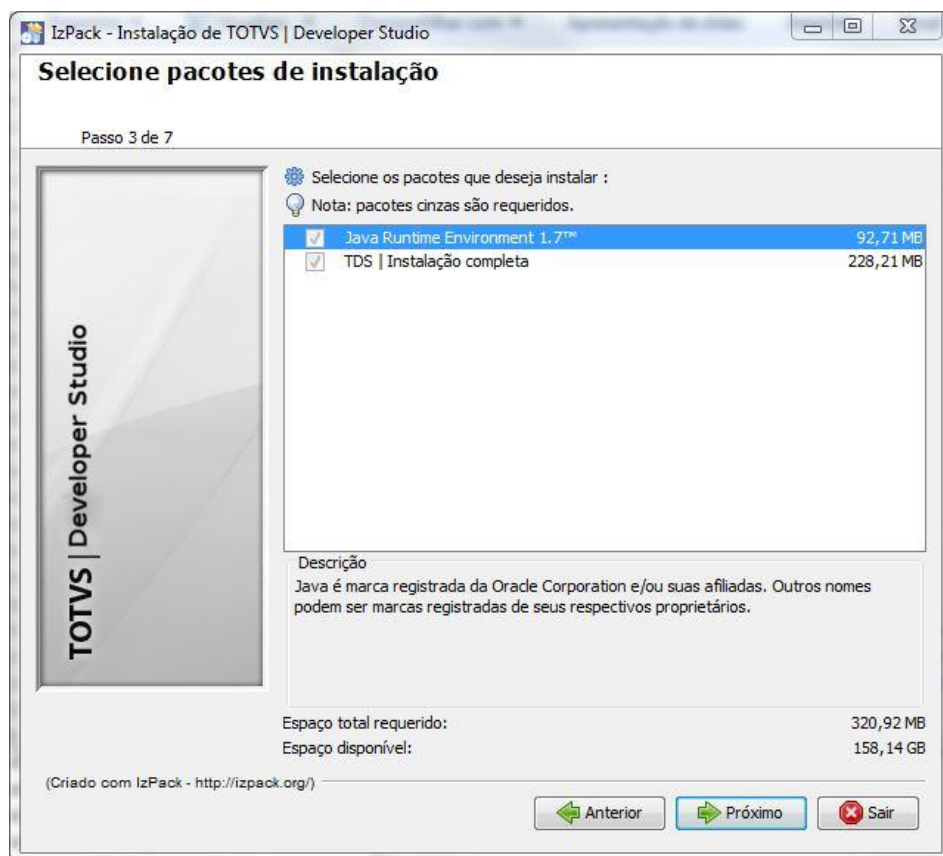 IzPack - Instalação de TOTVS | Developer Studio
Selecione pacotes de instalação
Passo 3 de 7
TOTVS | Developer Studio
Selecione os pacotes que deseja instalar :
Nota: pacotes cinzas são requeridos.
Java Runtime Environment 1.7™ 92,71 MB
TDS | Instalação completa 228,21 MB
Descrição
Java é marca registrada da Oracle Corporation e/ou suas afiliadas. Outros nomes
podem ser marcas registradas de seus respectivos proprietários.
Espaço total requerido: 320,92 MB
Espaço disponível: 158,14 GB
(Criado com IzPack - http://izpack.org/)
Anterior Próximo Sair